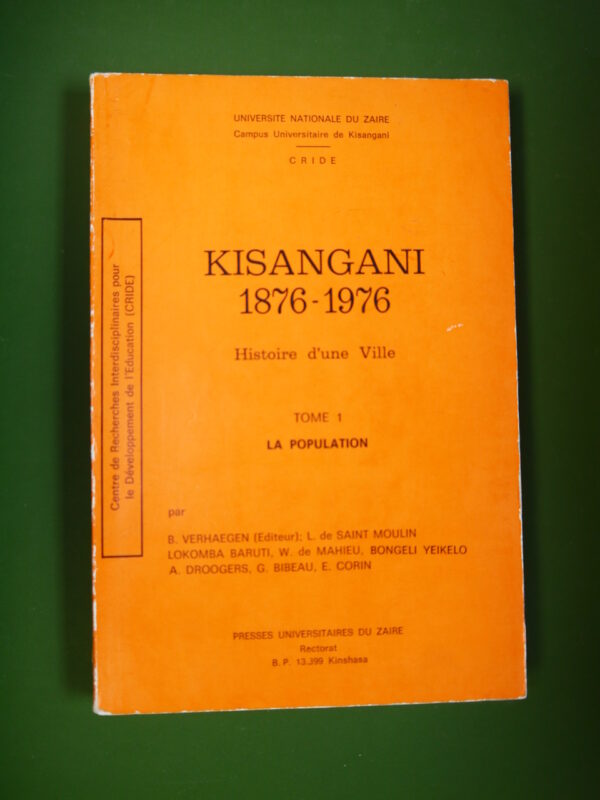 UNIVERSITE NATIONALE DU ZAIRE
Campus Universitaire de Kisangani
CRIDE
Centre de Recherches Interdisciplinaires pour
le Développement de l'Education (CRIDE)
KISANGANI
1876-1976
Histoire d'une Ville
TOME 1
LA POPULATION
par
B. VERHAEGEN (Editeur); L. de SAINT MOULIN
LOKOMBA BARUTI, W. de MAHIEU, BONGELI YEIKELO
A. DROOGERS, G. BIBEAU, E. CORIN
PRESSES UNIVERSITAIRES DU ZAIRE
Rectorat
B.P. 13.399 Kinshasa